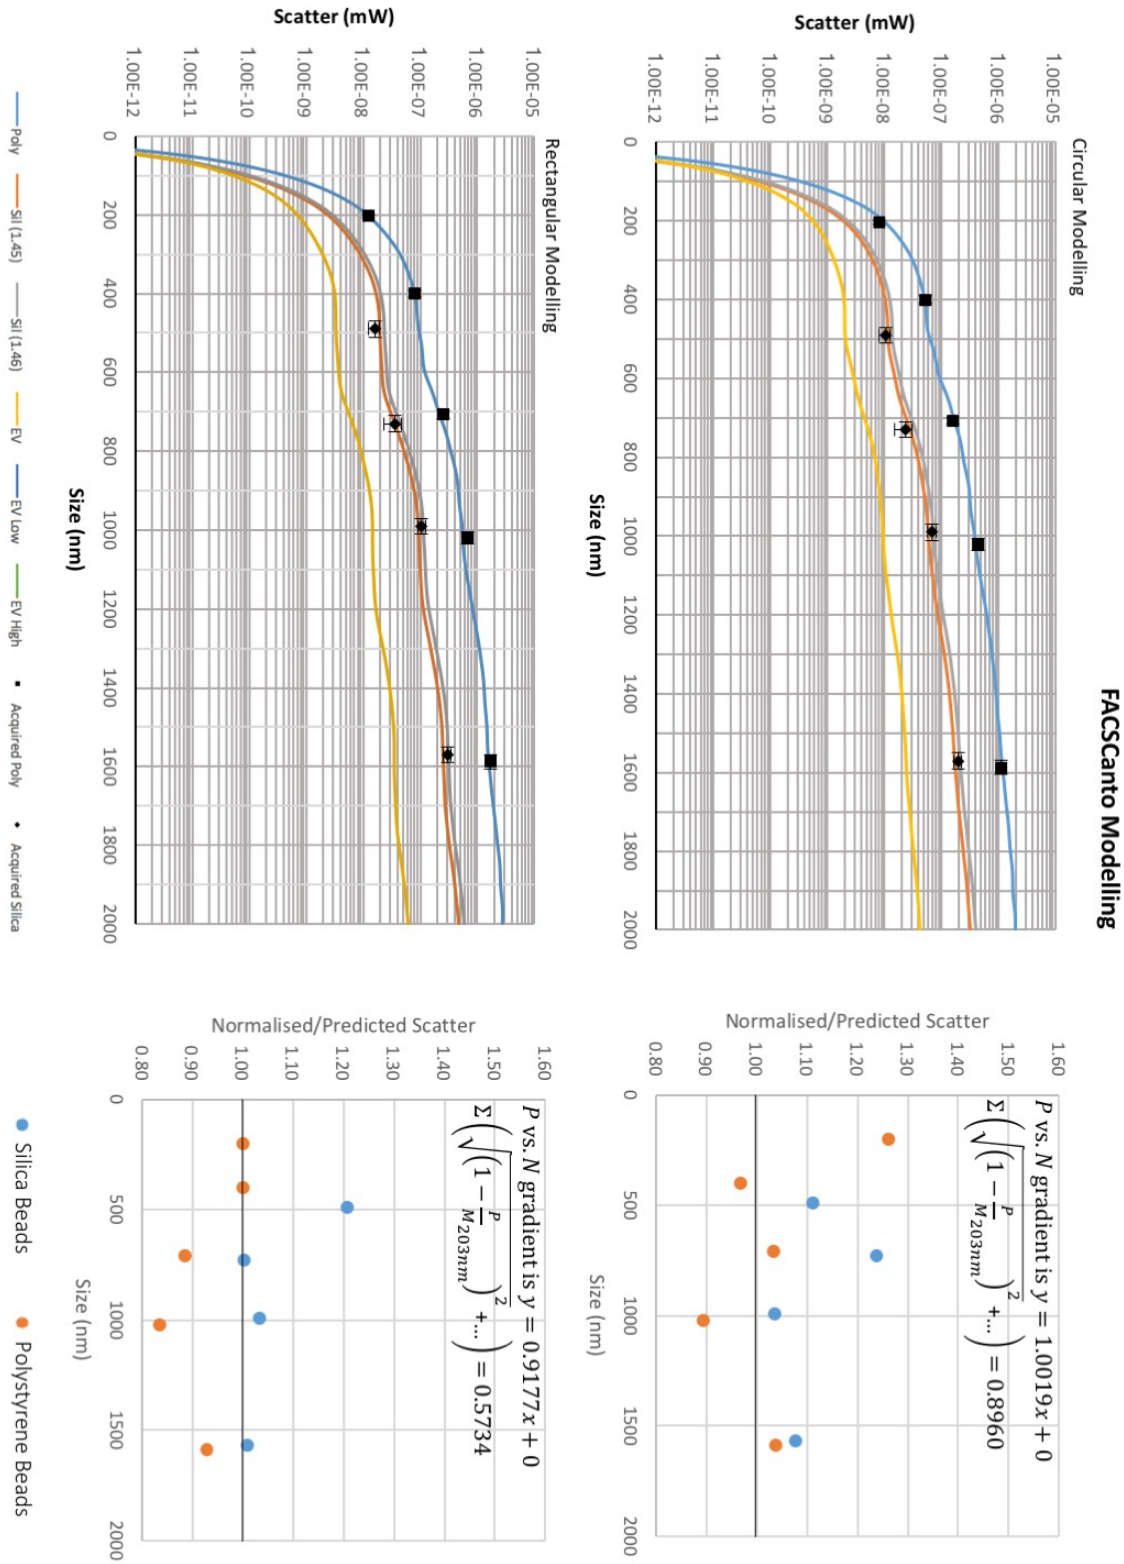 FACSCanto Modelling
Circular Modelling
Scatter (mW)
1.00E-05
1.00E-06
1.00E-07
1.00E-08
1.00E-09
1.00E-10
1.00E-11
1.00E-12
0 200 400 600 800 1000 1200 1400 1600 1800 2000
Size (nm)
Normalised/Predicted Scatter
1.60
1.50
1.40
1.30
1.20
1.10
1.00
0.90
0.80
P vs. N gradient is y = 1.0019x + 0
Σ(√(1 − P/M203nm)² +...) = 0.8960
0 500 1000 1500 2000
Size (nm)
Rectangular Modelling
Scatter (mW)
1.00E-05
1.00E-06
1.00E-07
1.00E-08
1.00E-09
1.00E-10
1.00E-11
1.00E-12
0 200 400 600 800 1000 1200 1400 1600 1800 2000
Size (nm)
Poly Sil (1.45) Sil (1.46) EV EV Low EV High Acquired Poly Acquired Silica
Normalised/Predicted Scatter
1.60
1.50
1.40
1.30
1.20
1.10
1.00
0.90
0.80
P vs. N gradient is y = 0.9177x + 0
Σ(√(1 − P/M203nm)² +...) = 0.5734
0 500 1000 1500 2000
Size (nm)
Silica Beads Polystyrene Beads